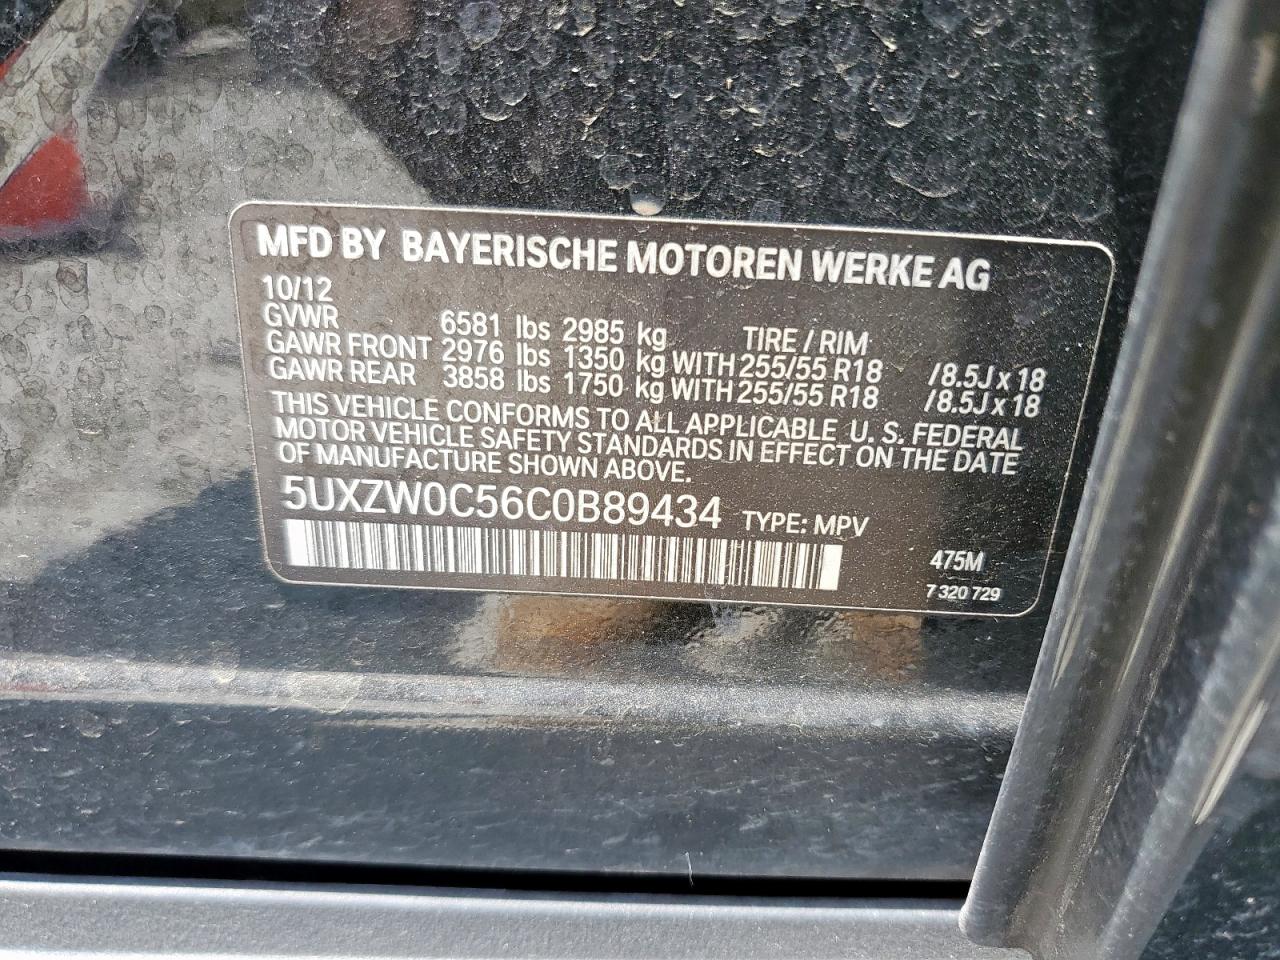 MFD BY BAYERISCHE MOTOREN WERKE AG
10/12
GVWR 6581 lbs 2985 kg TIRE / RIM
GAWR FRONT 2976 lbs 1350 kg WITH 255/55 R18 /8.5J x 18
GAWR REAR 3858 lbs 1750 kg WITH 255/55 R18 /8.5J x 18
THIS VEHICLE CONFORMS TO ALL APPLICABLE U. S. FEDERAL
MOTOR VEHICLE SAFETY STANDARDS IN EFFECT ON THE DATE
OF MANUFACTURE SHOWN ABOVE.
5UXZW0C56C0B89434 TYPE: MPV
475M
7 320 729